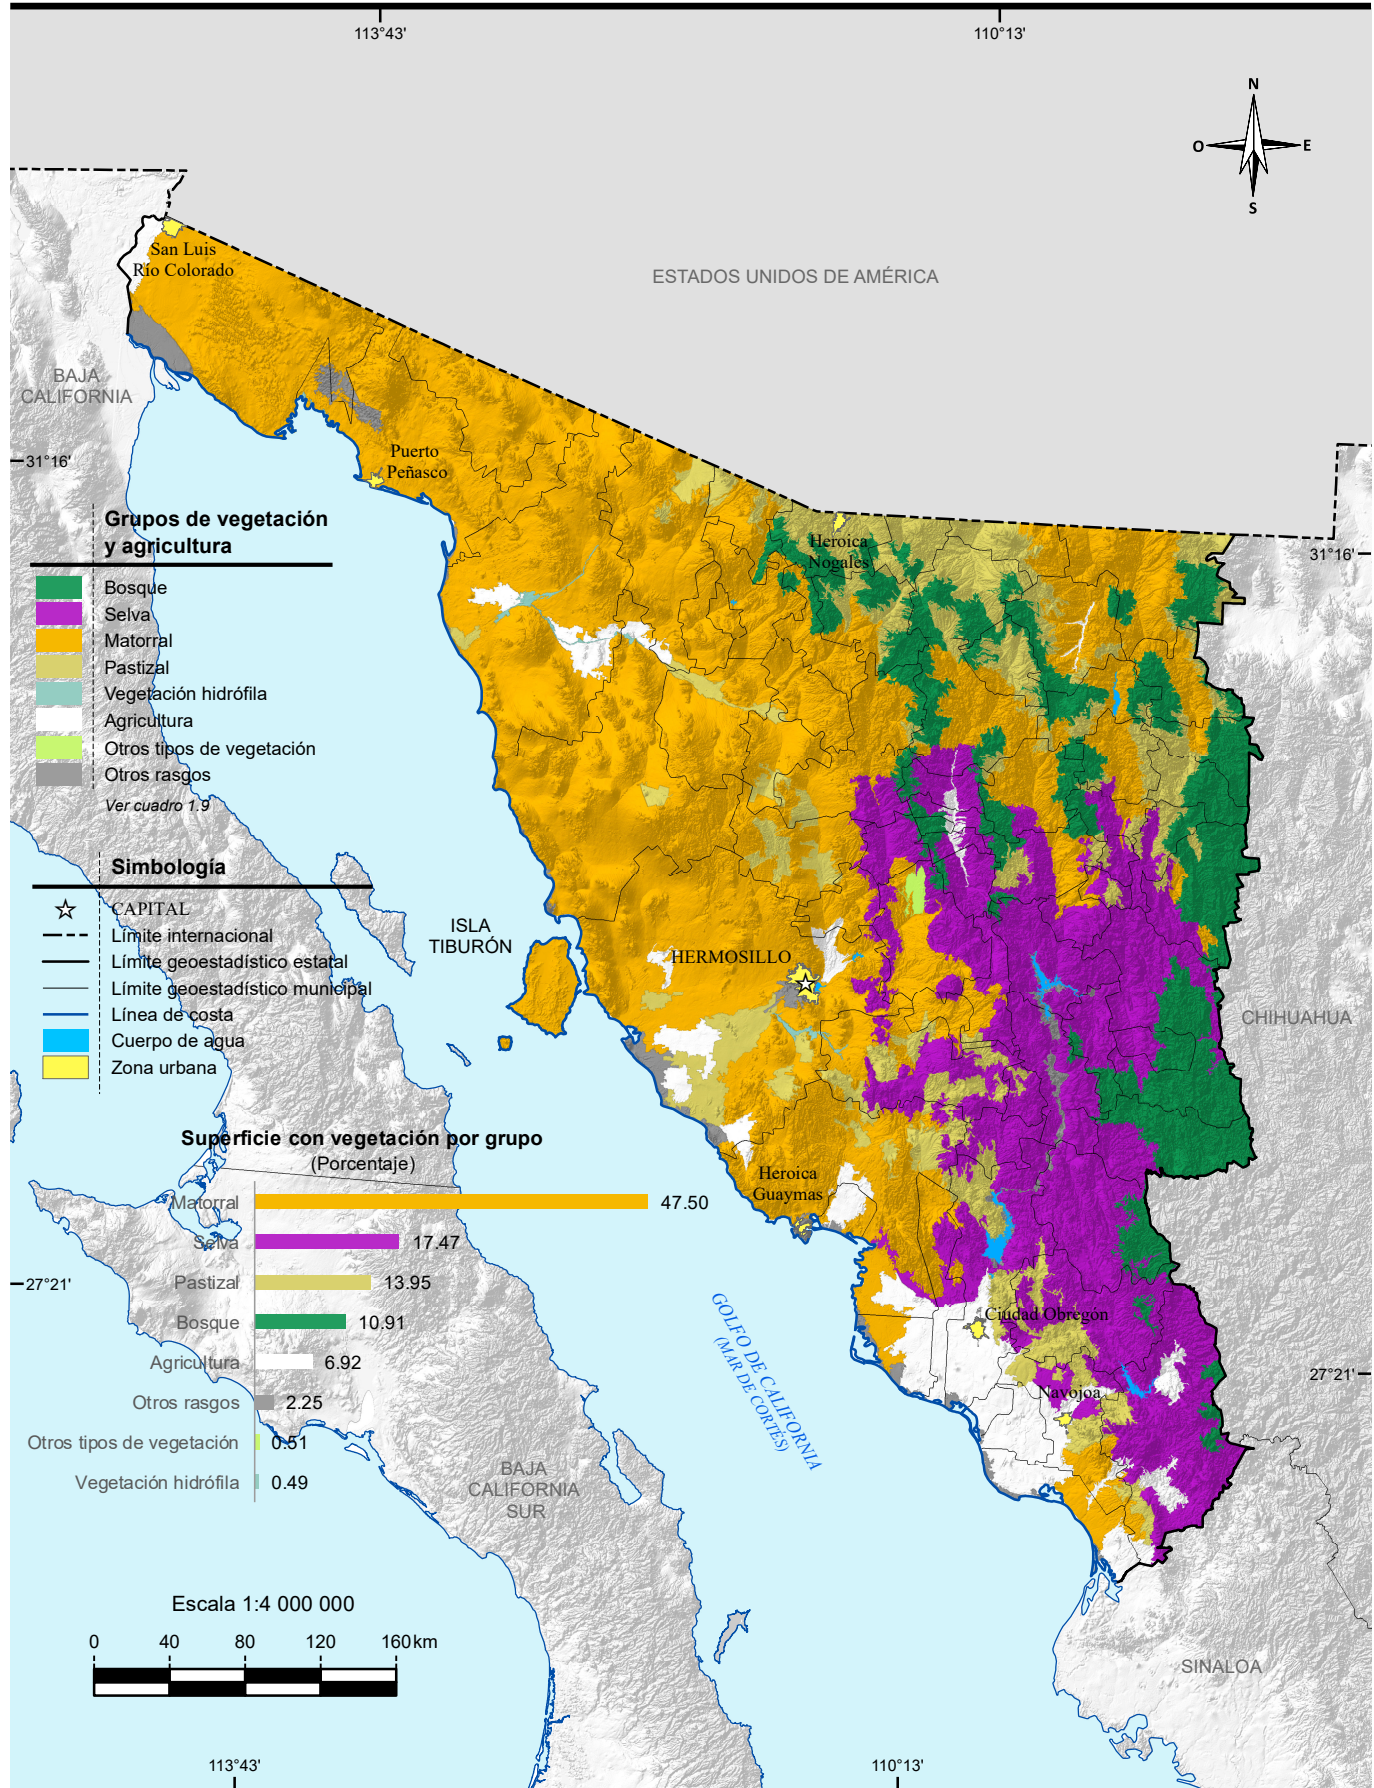 113°43'
110°13'
N
O
E
S
ESTADOS UNIDOS DE AMÉRICA
San Luis
Río Colorado
BAJA
CALIFORNIA
Puerto
Peñasco
31°16'
Heroica
Nogales
31°16'
Grupos de vegetación
y agricultura
Bosque
Selva
Matorral
Pastizal
Vegetación hidrófila
Agricultura
Otros tipos de vegetación
Otros rasgos
Ver cuadro 1.9
Simbología
CAPITAL
Límite internacional
Límite geoestadístico estatal
Límite geoestadístico municipal
Línea de costa
Cuerpo de agua
Zona urbana
ISLA
TIBURÓN
HERMOSILLO
CHIHUAHUA
Superficie con vegetación por grupo
(Porcentaje)
Matorral 47.50
Selva 17.47
Pastizal 13.95
Bosque 10.91
Agricultura 6.92
Otros rasgos 2.25
Otros tipos de vegetación 0.51
Vegetación hidrófila 0.49
Heroica
Guaymas
27°21'
Ciudad Obregón
GOLFO DE CALIFORNIA
(MAR DE CORTÉS)
27°21'
Navojoa
BAJA
CALIFORNIA
SUR
Escala 1:4 000 000
0 40 80 120 160 km
SINALOA
113°43'
110°13'